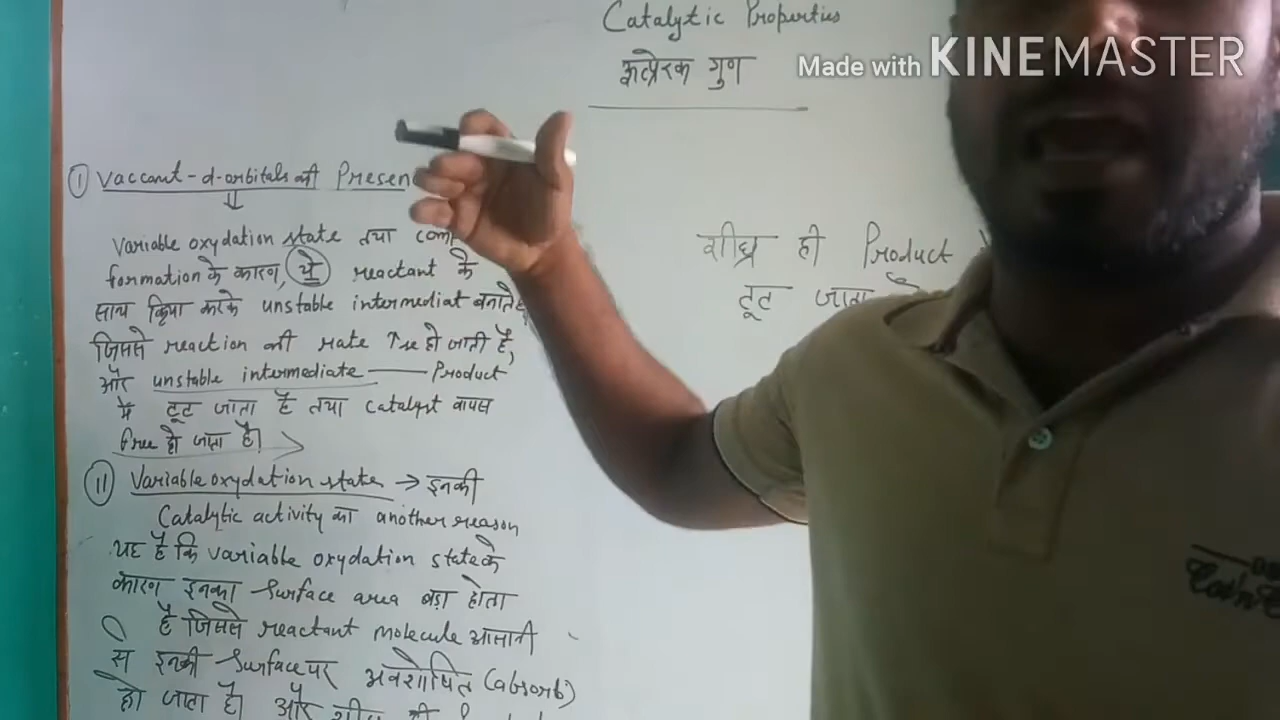 Catalytic Properties
उत्प्रेरक गुण
Made with KINEMASTER
① Vaccant-d-orbitals की Presen
⇓
Variable oxydation state तथा com
formation के कारण, ये reactant के
साथ क्रिया करके unstable intermediat बनाते है,
जिससे reaction की rate ↑se हो जाती है,
और unstable intermediate —— Product
में टूट जाता है तथा Catalyst वापस
free हो जाता है।
⑪ Variable oxydation state → इनकी
Catalytic activity का another reason
यह है कि variable oxydation state के
कारण इनका Surface area बड़ा होता
है जिससे reactant molecule आसानी
से इनकी Surface पर अवशोषित (absorb)
हो जाता है। और शीघ्र ही
शीघ्र ही Product
टूट जाता है